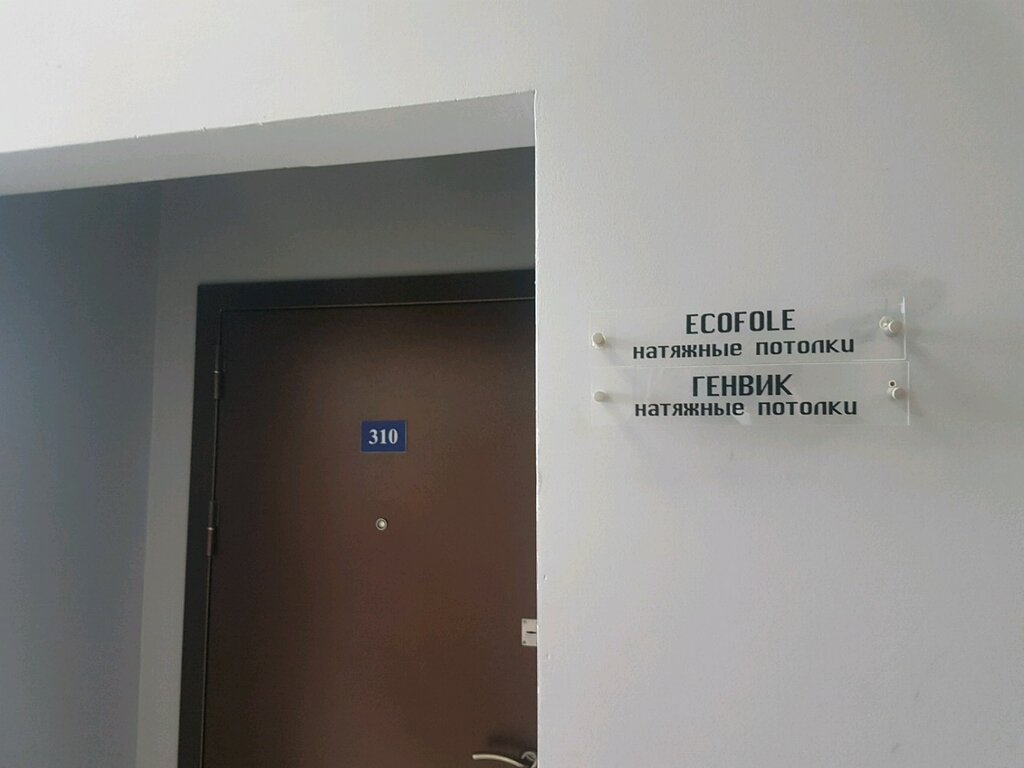 ECOFOLE
натяжные потолки
ГЕНВИК
натяжные потолки
310